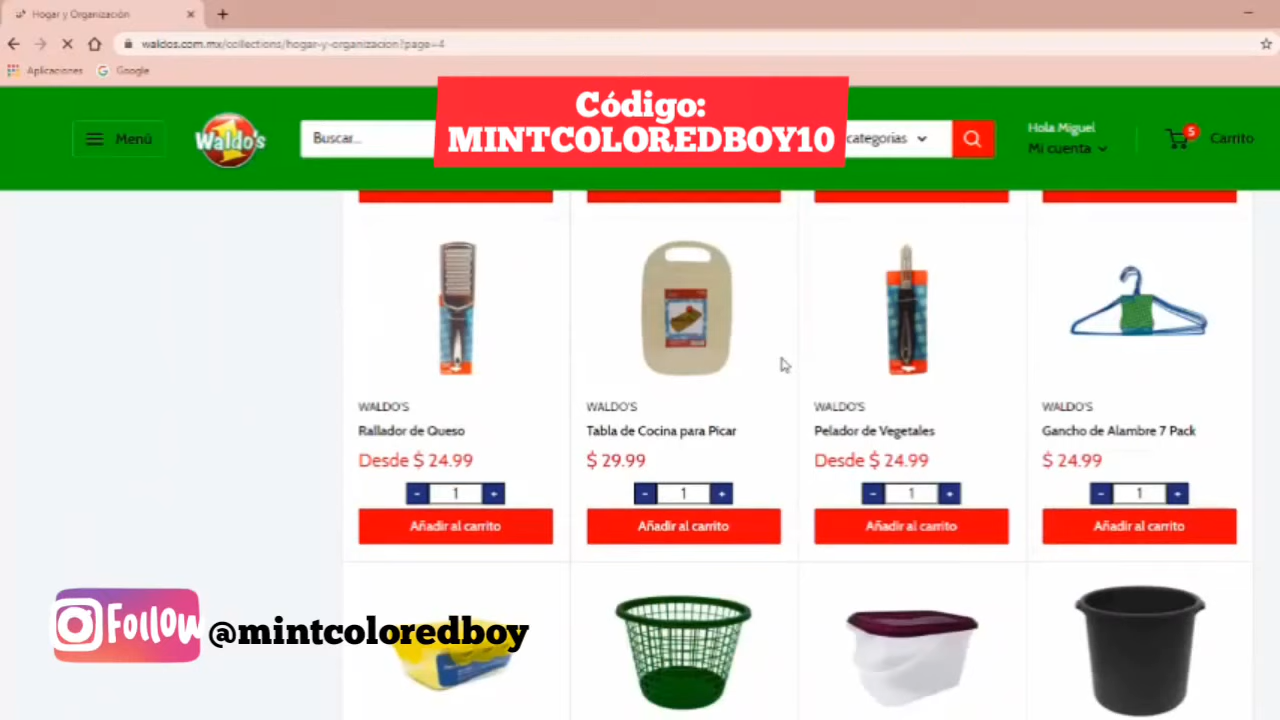 Hogar y Organización
waldos.com.mx/collections/hogar-y-organizacion?page=4
Aplicaciones
Google
Código:
MINTCOLOREDBOY10
Menú
Waldo's
Buscar...
categorias
Hola Miguel
Mi cuenta
5
Carrito
WALDO'S
Rallador de Queso
Desde $ 24.99
- 1 +
Añadir al carrito
WALDO'S
Tabla de Cocina para Picar
$ 29.99
- 1 +
Añadir al carrito
WALDO'S
Pelador de Vegetales
Desde $ 24.99
- 1 +
Añadir al carrito
WALDO'S
Gancho de Alambre 7 Pack
$ 24.99
- 1 +
Añadir al carrito
Follow
@mintcoloredboy